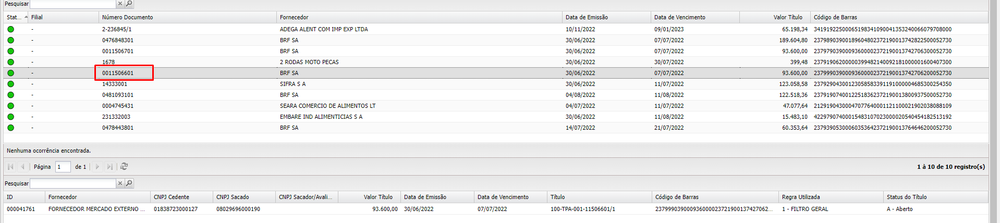 Pesquisar
Stat... Filial Número Documento Fornecedor Data de Emissão Data de Vencimento Valor Título Código de Barras
- 2-236845/1 ADEGA ALENT COM IMP EXP LTDA 10/11/2022 09/01/2023 65.198,34 34191922500065198341090041353240066079708000
- 0476848301 BRF SA 30/06/2022 07/07/2022 189.604,80 23798903900189604802372190013742822500052730
- 0011506701 BRF SA 30/06/2022 07/07/2022 93.600,00 23797903900093600002372190013742706300052730
- 1678 2 RODAS MOTO PECAS 30/06/2022 30/07/2022 399,48 23791906200000399482140092181000001600407300
- 0011506601 BRF SA 30/06/2022 07/07/2022 93.600,00 23799903900093600002372190013742706200052730
- 14333001 SIFRA S A 30/06/2022 11/07/2022 123.058,58 23792904300123058583391191000004685300254350
- 0481093101 BRF SA 04/08/2022 11/08/2022 122.518,36 23791907400122518362372190013800937500052730
- 0004745431 SEARA COMERCIO DE ALIMENTOS LT 04/07/2022 11/07/2022 47.077,64 21291904300047077640001121100021902038088109
- 231332003 EMBARE IND ALIMENTICIAS S A 30/06/2022 11/08/2022 15.483,10 42297907400015483107023000020540454182513192
- 0478443801 BRF SA 14/07/2022 21/07/2022 60.353,64 23793905300060353642372190013764646200052730
Nenhuma ocorrência encontrada.
Página 1 de 1 1 à 10 de 10 registro(s)
Pesquisar
ID Fornecedor CNPJ Cedente CNPJ Sacado CNPJ Sacador/Avali... Valor Título Data de Emissão Data de Vencimento Título Código de Barras Regra Utilizada Status do Título
000041761 FORNECEDOR MERCADO EXTERNO ... 01838723000127 08029696000190 93.600,00 30/06/2022 07/07/2022 100-TPA-001-11506601/1 237999039000936000023721900137427062... 1 - FILTRO GERAL A - Aberto